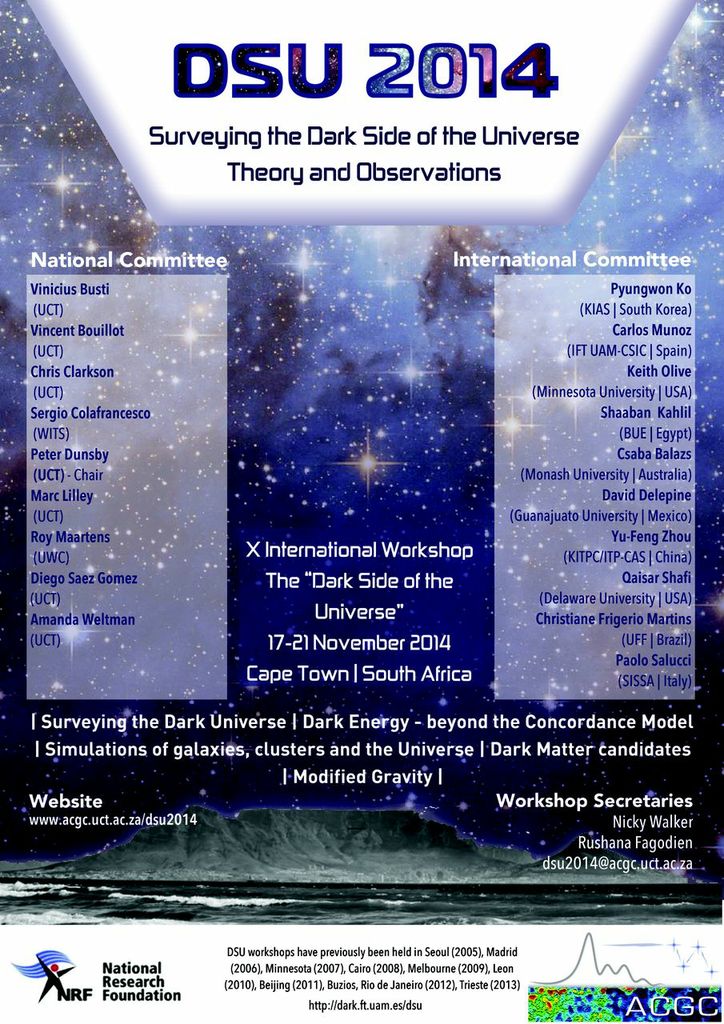 DSU 2014
Surveying the Dark Side of the Universe
Theory and Observations
National Committee
Vinicius Busti
(UCT)
Vincent Bouillot
(UCT)
Chris Clarkson
(UCT)
Sergio Colafrancesco
(WITS)
Peter Dunsby
(UCT) - Chair
Marc Lilley
(UCT)
Roy Maartens
(UWC)
Diego Saez Gomez
(UCT)
Amanda Weltman
(UCT)
International Committee
Pyungwon Ko
(KIAS | South Korea)
Carlos Munoz
(IFT UAM-CSIC | Spain)
Keith Olive
(Minnesota University | USA)
Shaaban Kahlil
(BUE | Egypt)
Csaba Balazs
(Monash University | Australia)
David Delepine
(Guanajuato University | Mexico)
Yu-Feng Zhou
(KITPC/ITP-CAS | China)
Qaisar Shafi
(Delaware University | USA)
Christiane Frigerio Martins
(UFF | Brazil)
Paolo Salucci
(SISSA | Italy)
X International Workshop
The "Dark Side of the
Universe"
17-21 November 2014
Cape Town | South Africa
| Surveying the Dark Universe | Dark Energy - beyond the Concordance Model
| Simulations of galaxies, clusters and the Universe | Dark Matter candidates
| Modified Gravity |
Website
www.acgc.uct.ac.za/dsu2014
Workshop Secretaries
Nicky Walker
Rushana Fagodien
dsu2014@acgc.uct.ac.za
NRF
National
Research
Foundation
DSU workshops have previously been held in Seoul (2005), Madrid
(2006), Minnesota (2007), Cairo (2008), Melbourne (2009), Leon
(2010), Beijing (2011), Buzios, Rio de Janeiro (2012), Trieste (2013)
http://dark.ft.uam.es/dsu
ACGC